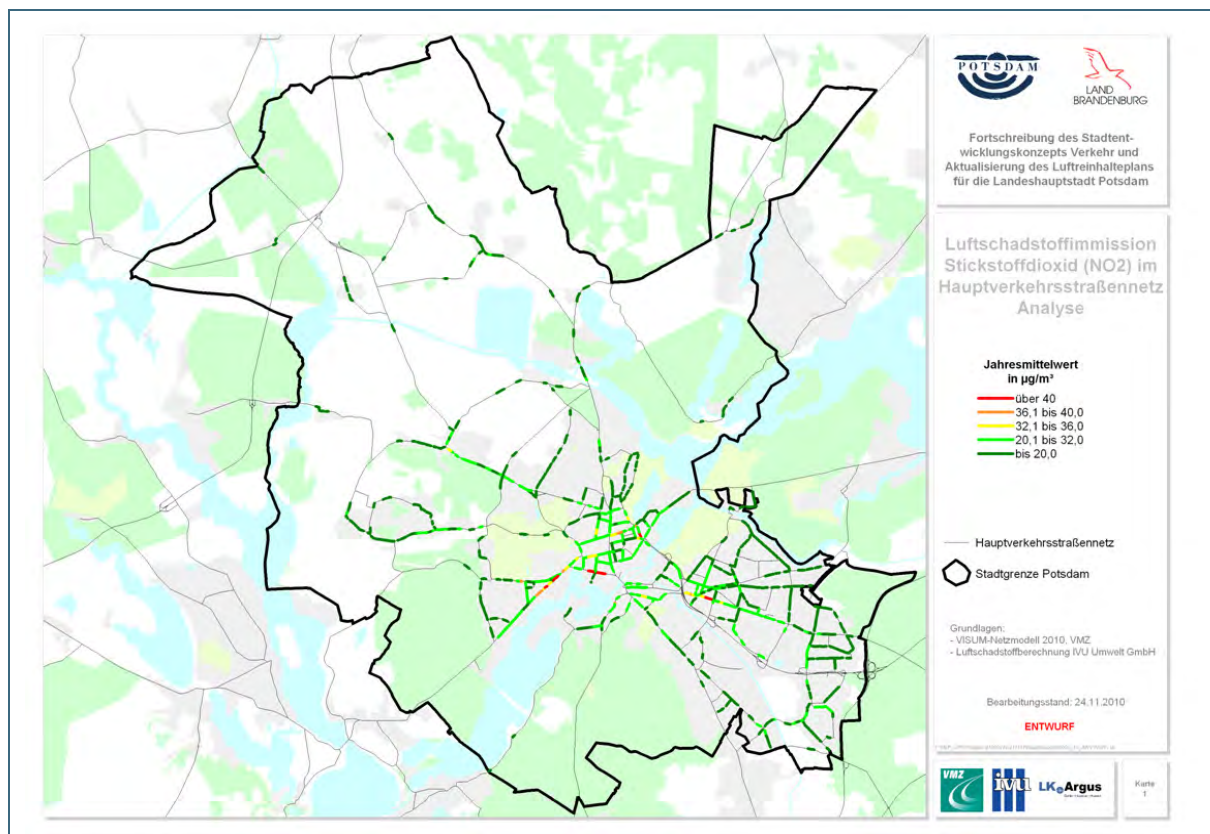 POTSDAM
LAND
BRANDENBURG
Fortschreibung des Stadtent-
wicklungskonzepts Verkehr und
Aktualisierung des Luftreinhalteplans
für die Landeshauptstadt Potsdam
Luftschadstoffimmission
Stickstoffdioxid (NO2) im
Hauptverkehrsstraßennetz
Analyse
Jahresmittelwert
in µg/m³
über 40
36,1 bis 40,0
32,1 bis 36,0
20,1 bis 32,0
bis 20,0
Hauptverkehrsstraßennetz
Stadtgrenze Potsdam
Grundlagen:
- VISUM-Netzmodell 2010, VMZ
- Luftschadstoffberechnung IVU Umwelt GmbH
Bearbeitungsstand: 24.11.2010
ENTWURF
VMZ
ivu
LK Argus
Karte
1